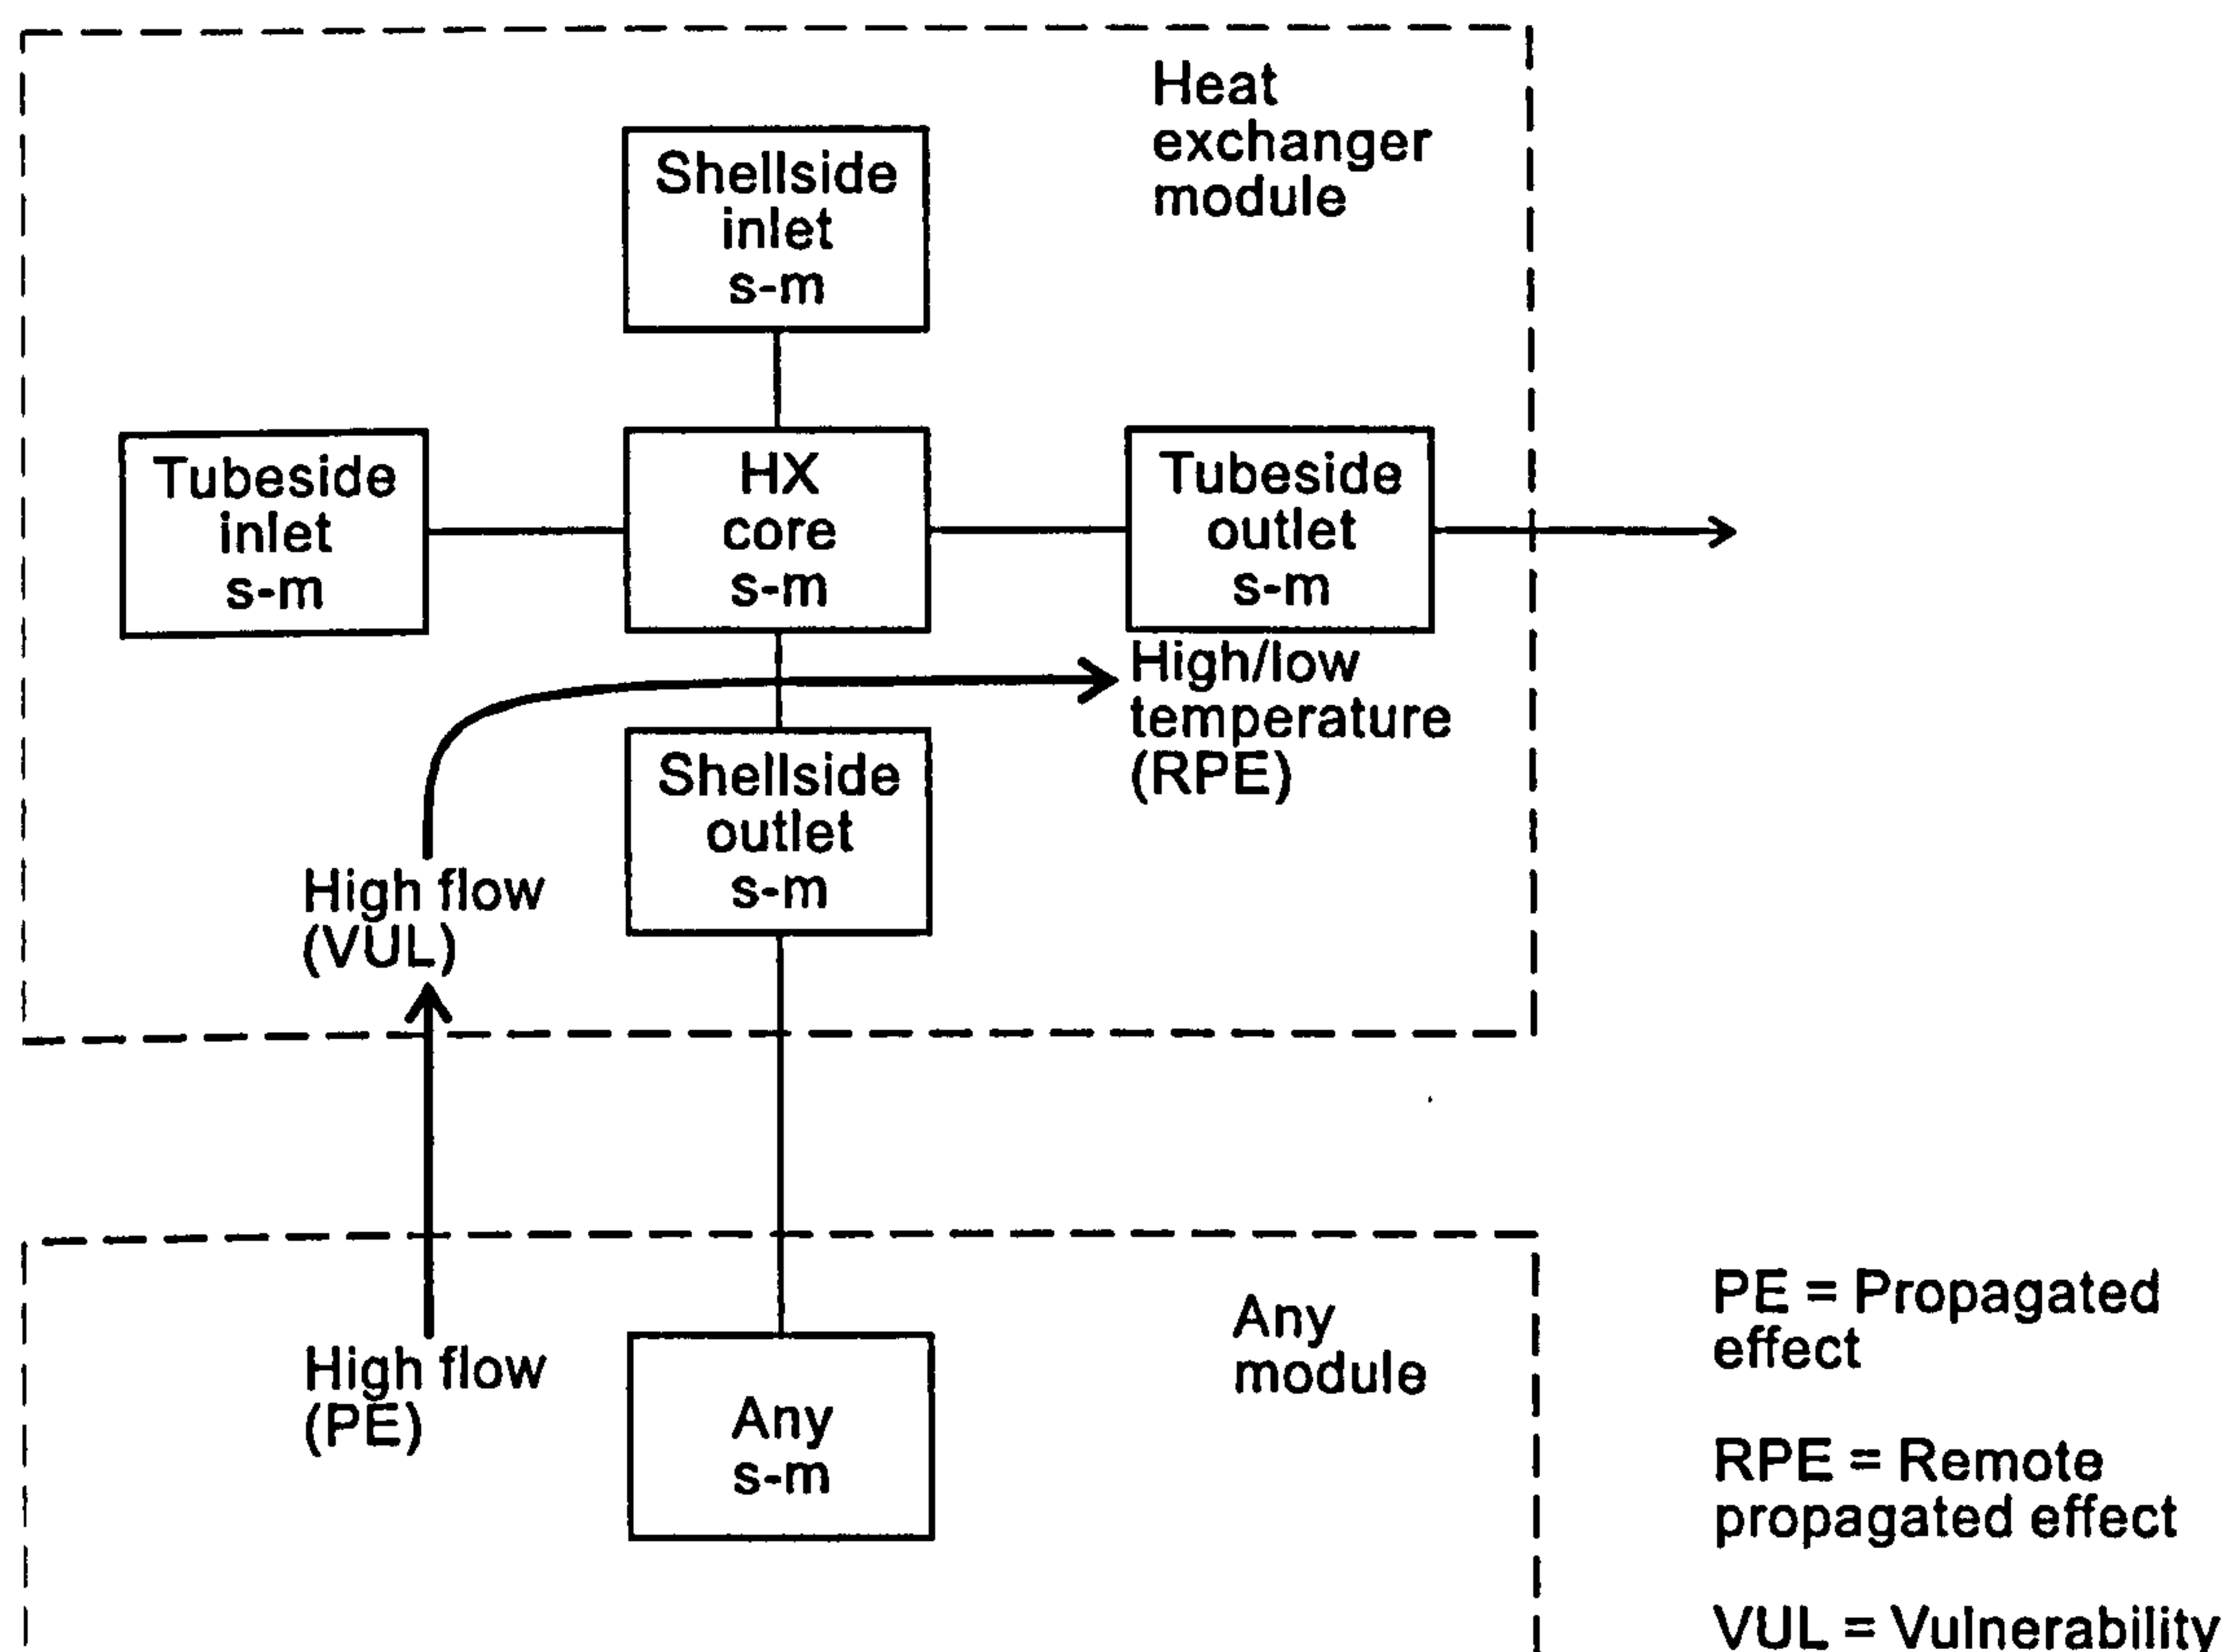 Heat
exchanger
module
Shellside
inlet
s-m
Tubeside
inlet
s-m
HX
core
s-m
Tubeside
outlet
s-m
High/low
temperature
(RPE)
Shellside
outlet
s-m
High flow
(VUL)
High flow
(PE)
Any
s-m
Any
module
PE = Propagated
effect
RPE = Remote
propagated effect
VUL = Vulnerability